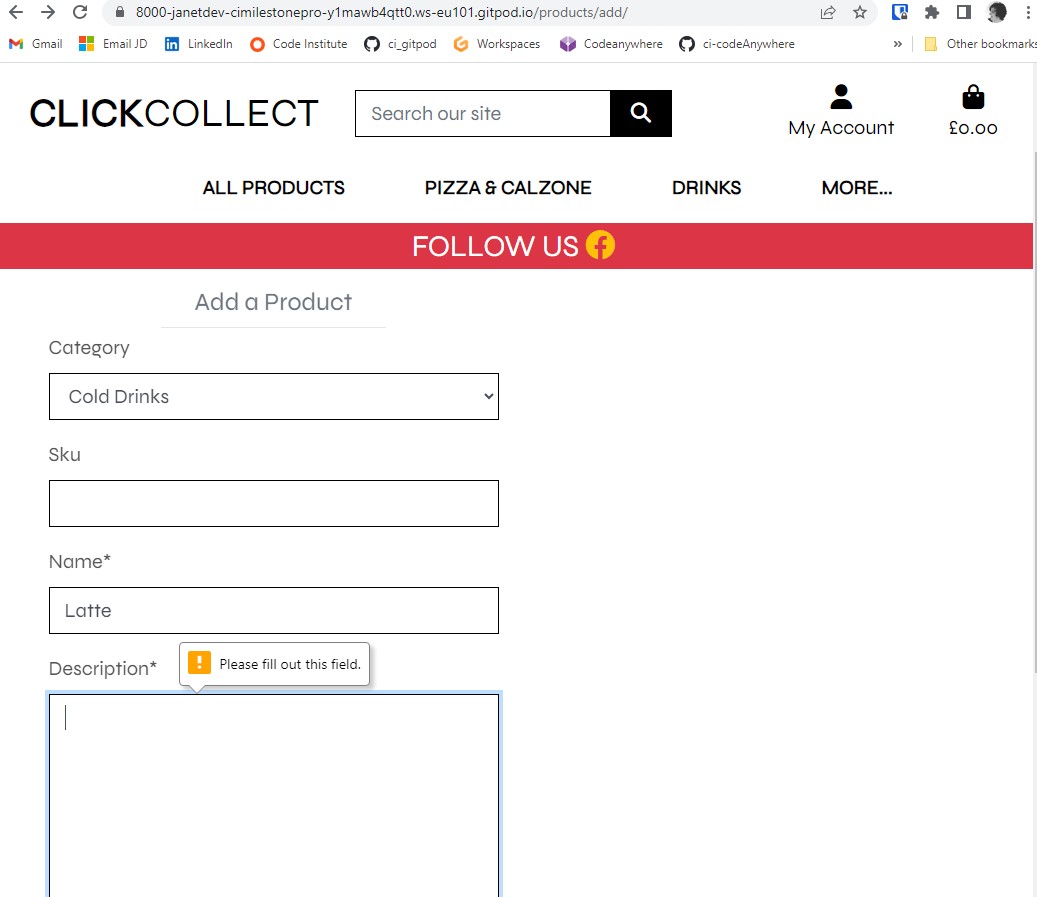 8000-janetdev-cimilestonepro-y1mawb4qtt0.ws-eu101.gitpod.io/products/add/
Gmail Email JD LinkedIn Code Institute ci_gitpod Workspaces Codeanywhere ci-codeAnywhere » Other bookmarks
CLICKCOLLECT Search our site
My Account £0.00
ALL PRODUCTS PIZZA & CALZONE DRINKS MORE...
FOLLOW US
Add a Product
Category
Cold Drinks
Sku
Name*
Latte
Description*
Please fill out this field.